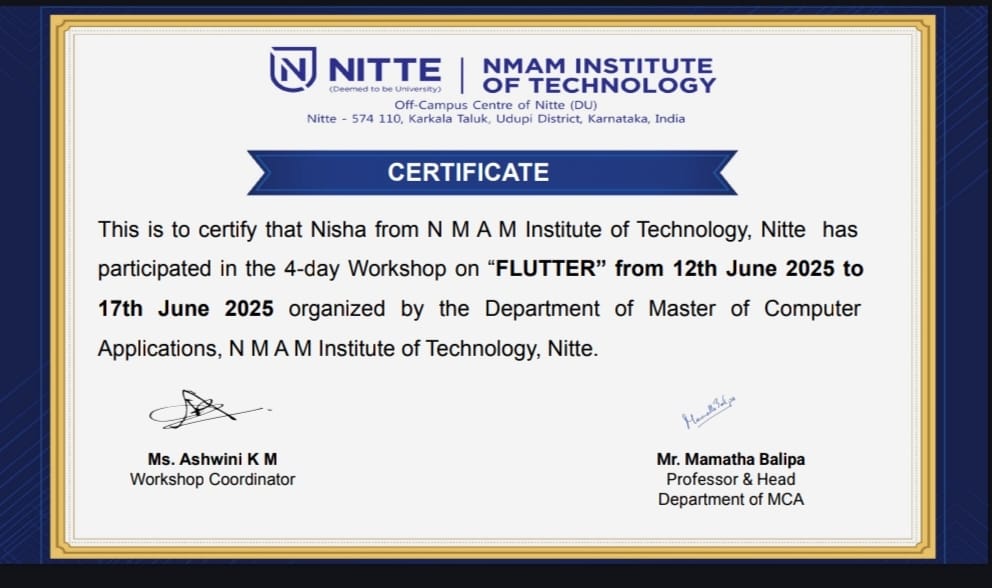 NITTE
(Deemed to be University)
NMAM INSTITUTE
OF TECHNOLOGY
Off-Campus Centre of Nitte (DU)
Nitte - 574 110, Karkala Taluk, Udupi District, Karnataka, India
CERTIFICATE
This is to certify that Nisha from N M A M Institute of Technology, Nitte has
participated in the 4-day Workshop on “FLUTTER” from 12th June 2025 to
17th June 2025 organized by the Department of Master of Computer
Applications, N M A M Institute of Technology, Nitte.
Ms. Ashwini K M
Workshop Coordinator
Mr. Mamatha Balipa
Professor & Head
Department of MCA